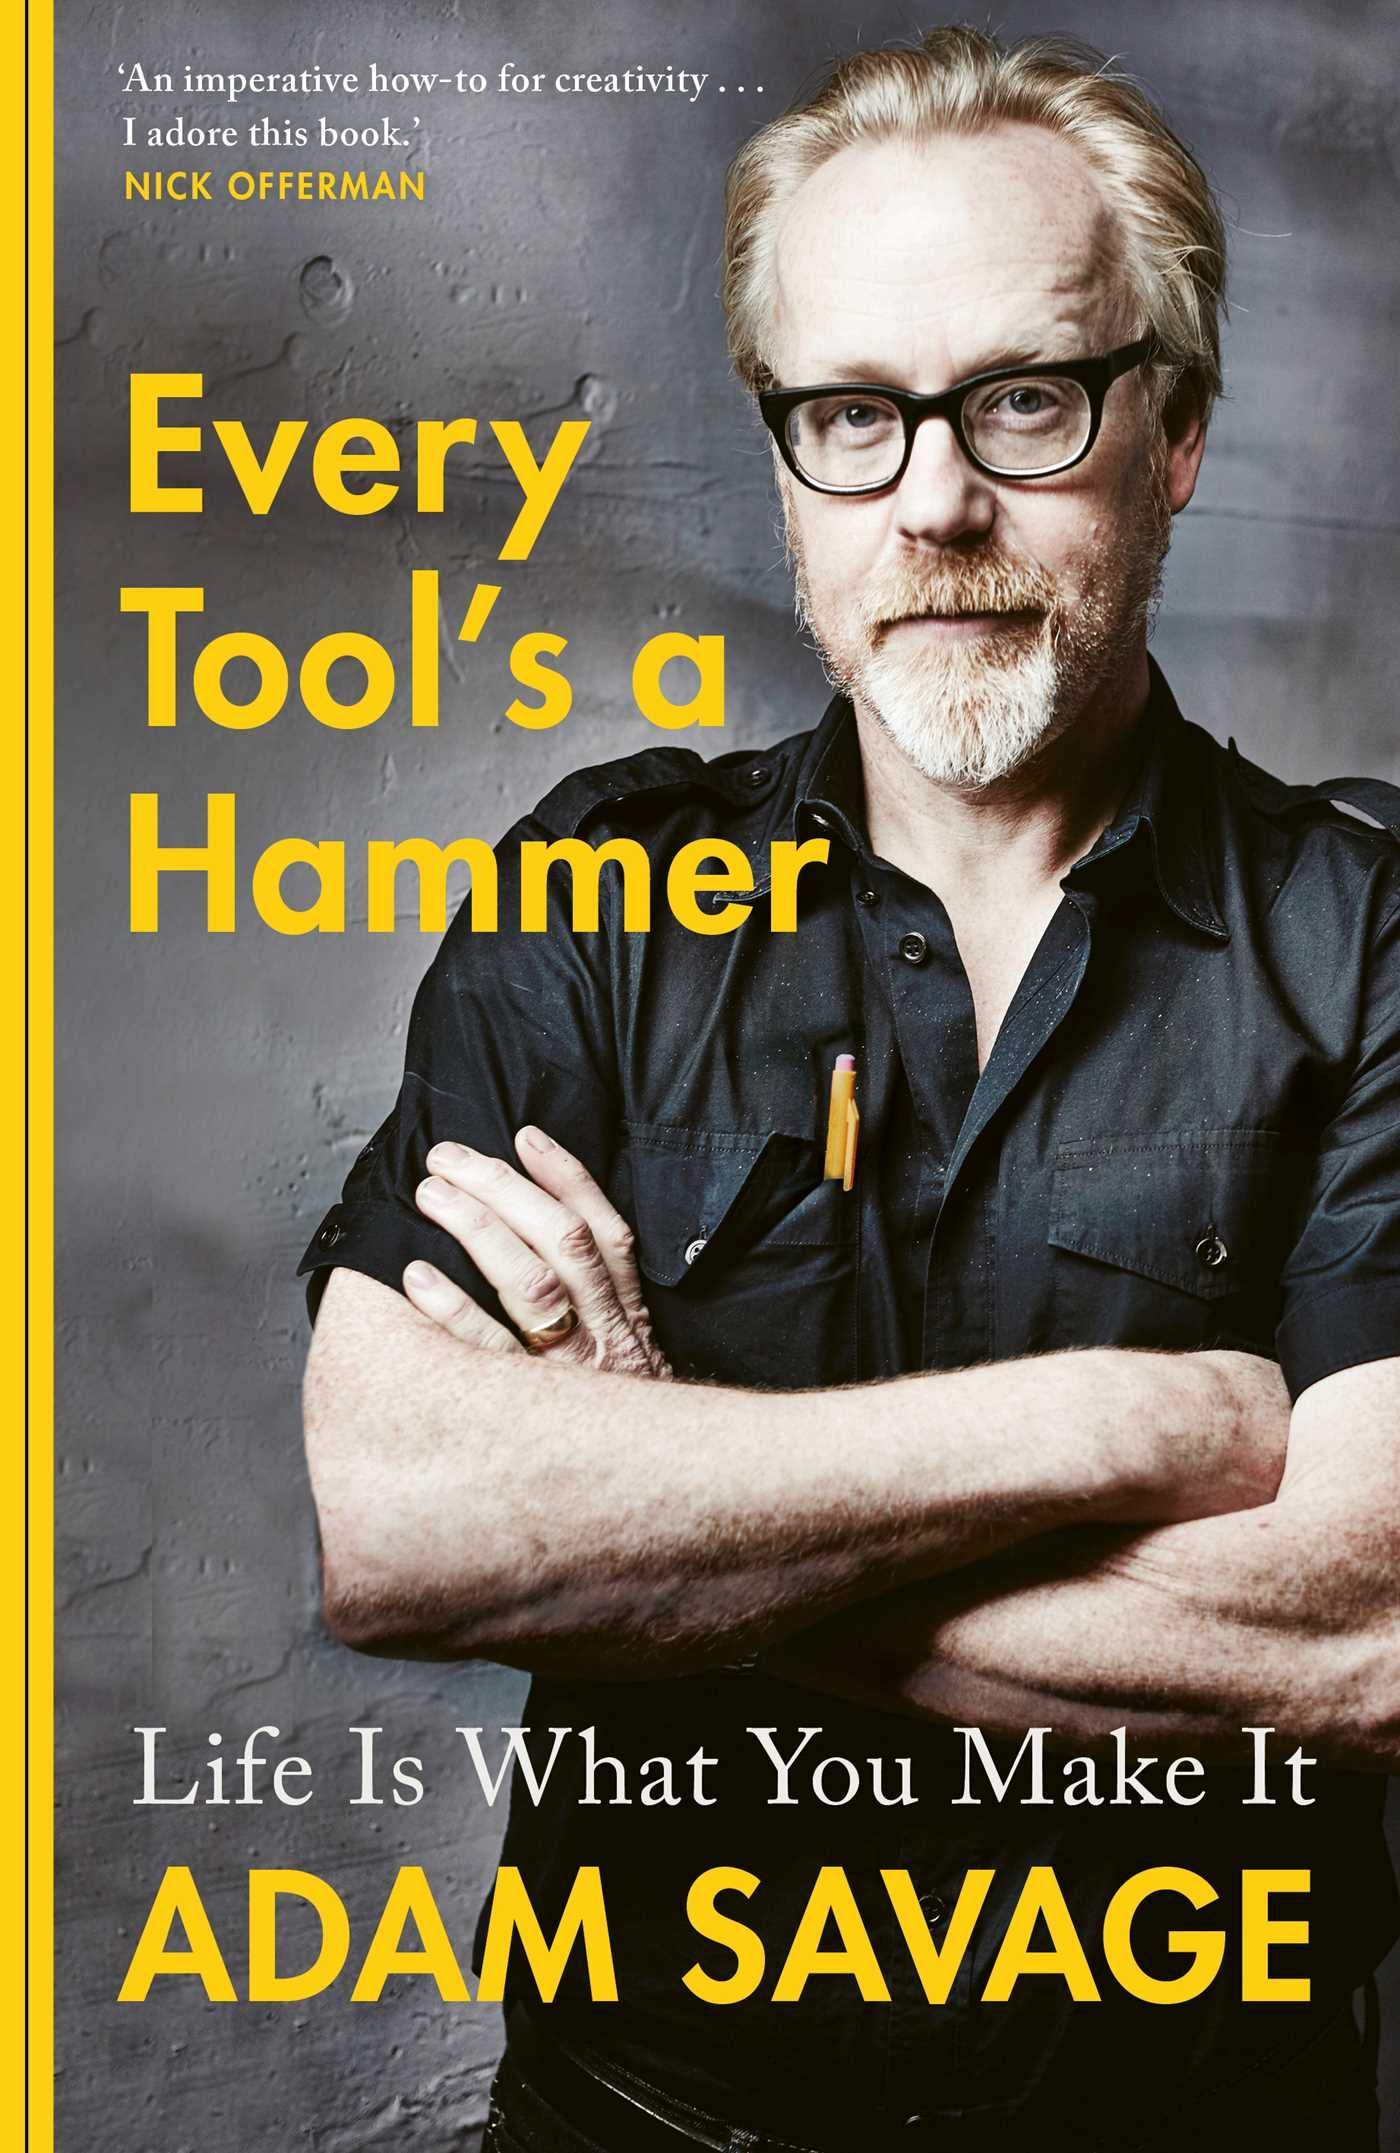 ‘An imperative how-to for creativity . . .
I adore this book.’
NICK OFFERMAN
Every
Tool’s a
Hammer
Life Is What You Make It
ADAM SAVAGE